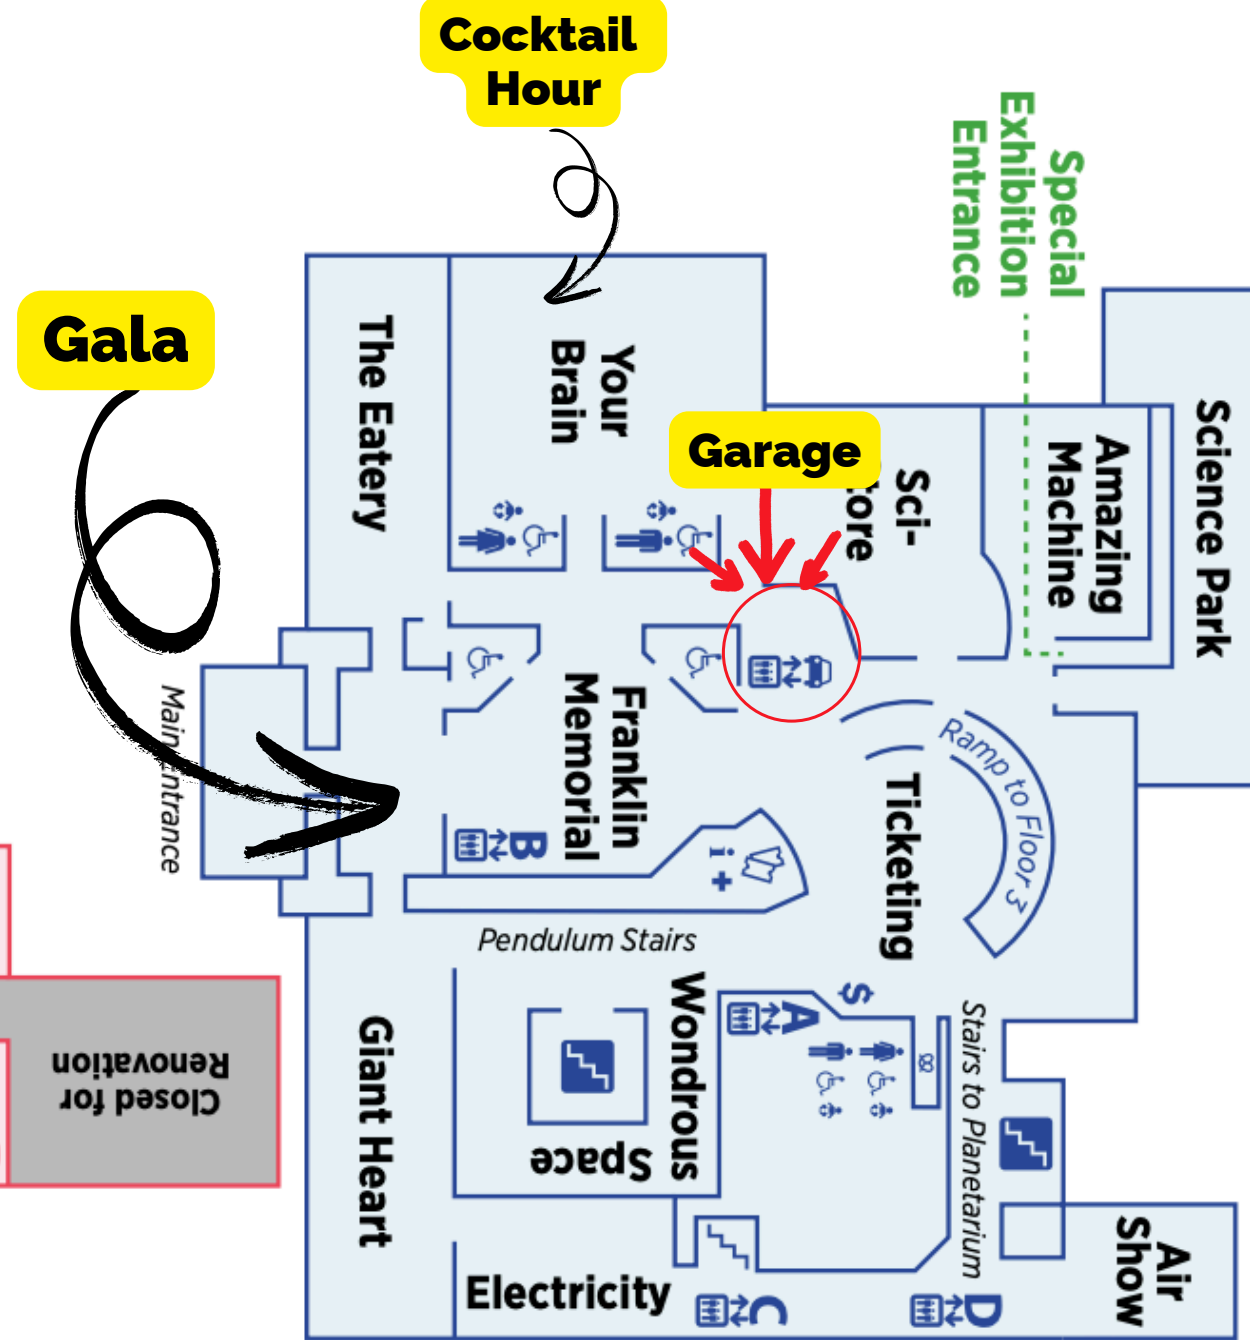 Cocktail
Hour
Special
Exhibition
Entrance
Gala
The Eatery
Your
Brain
Garage
Sci-
tore
Amazing
Machine
Science Park
Main Entrance
Franklin
Memorial
B
i
+
Ticketing
Ramp to Floor 3
Pendulum Stairs
Closed for
Renovation
Giant Heart
Wondrous
Space
A
$
Stairs to Planetarium
Electricity
C
D
Air
Show